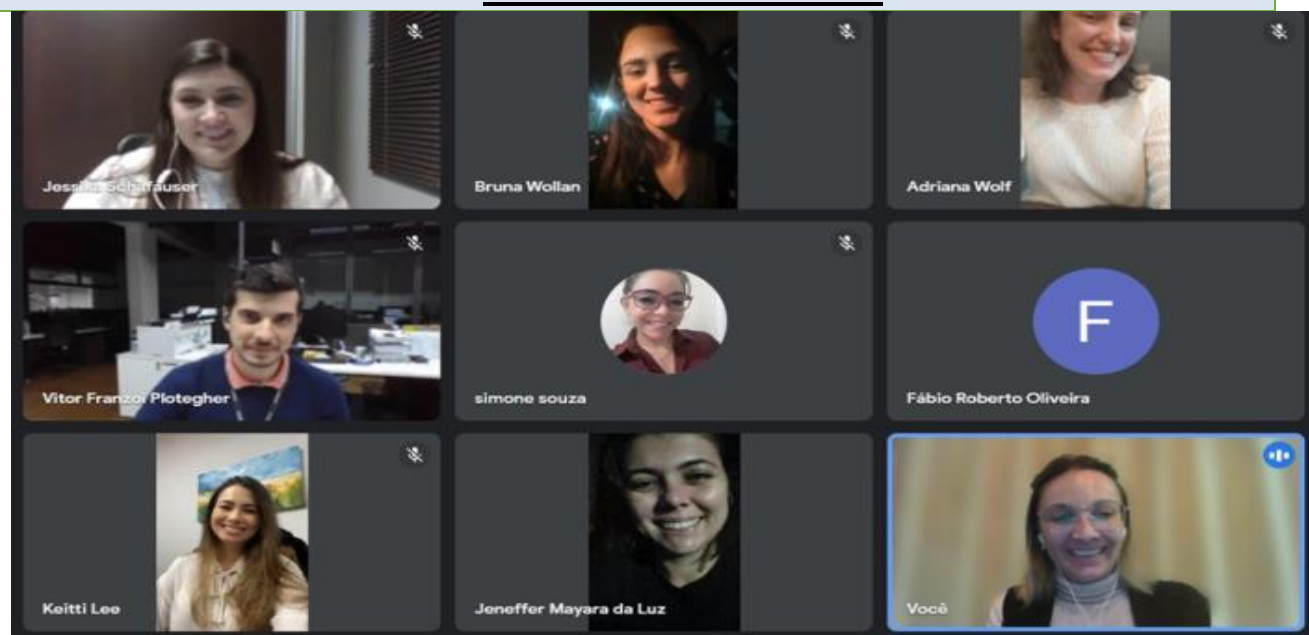 Jessika Schafauser
Bruna Wollan
Adriana Wolf
Vitor Franzoi Plotegher
simone souza
F
Fábio Roberto Oliveira
Keitti Lee
Jeneffer Mayara da Luz
Você